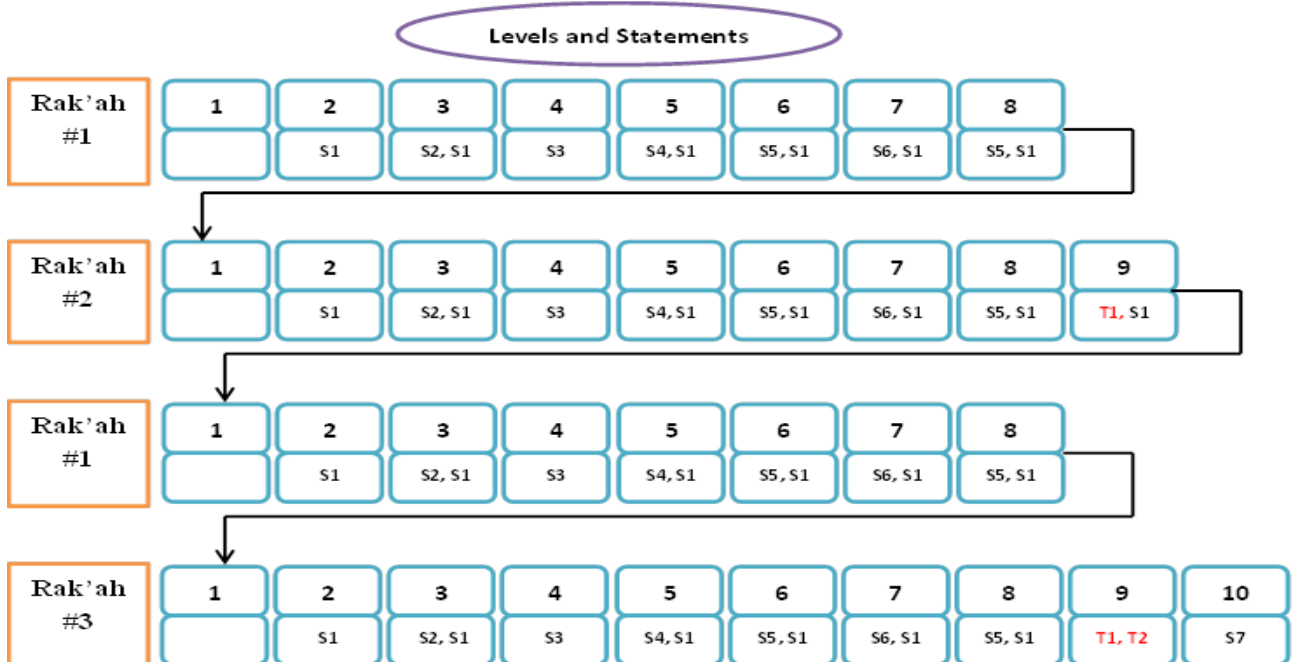 Levels and Statements
Rak'ah #1
1 2 3 4 5 6 7 8
S1 S2, S1 S3 S4, S1 S5, S1 S6, S1 S5, S1
Rak'ah #2
1 2 3 4 5 6 7 8 9
S1 S2, S1 S3 S4, S1 S5, S1 S6, S1 S5, S1 T1, S1
Rak'ah #1
1 2 3 4 5 6 7 8
S1 S2, S1 S3 S4, S1 S5, S1 S6, S1 S5, S1
Rak'ah #3
1 2 3 4 5 6 7 8 9 10
S1 S2, S1 S3 S4, S1 S5, S1 S6, S1 S5, S1 T1, T2 S7